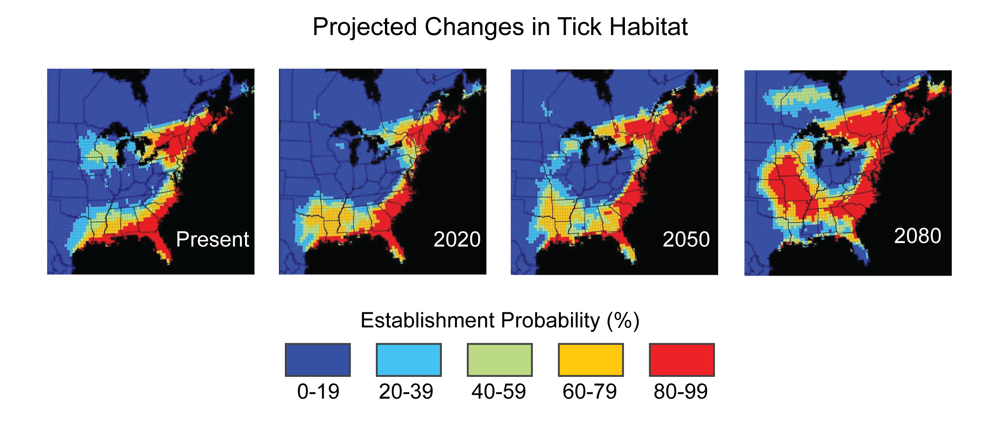 Projected Changes in Tick Habitat
Present
2020
2050
2080
Establishment Probability (%)
0-19
20-39
40-59
60-79
80-99